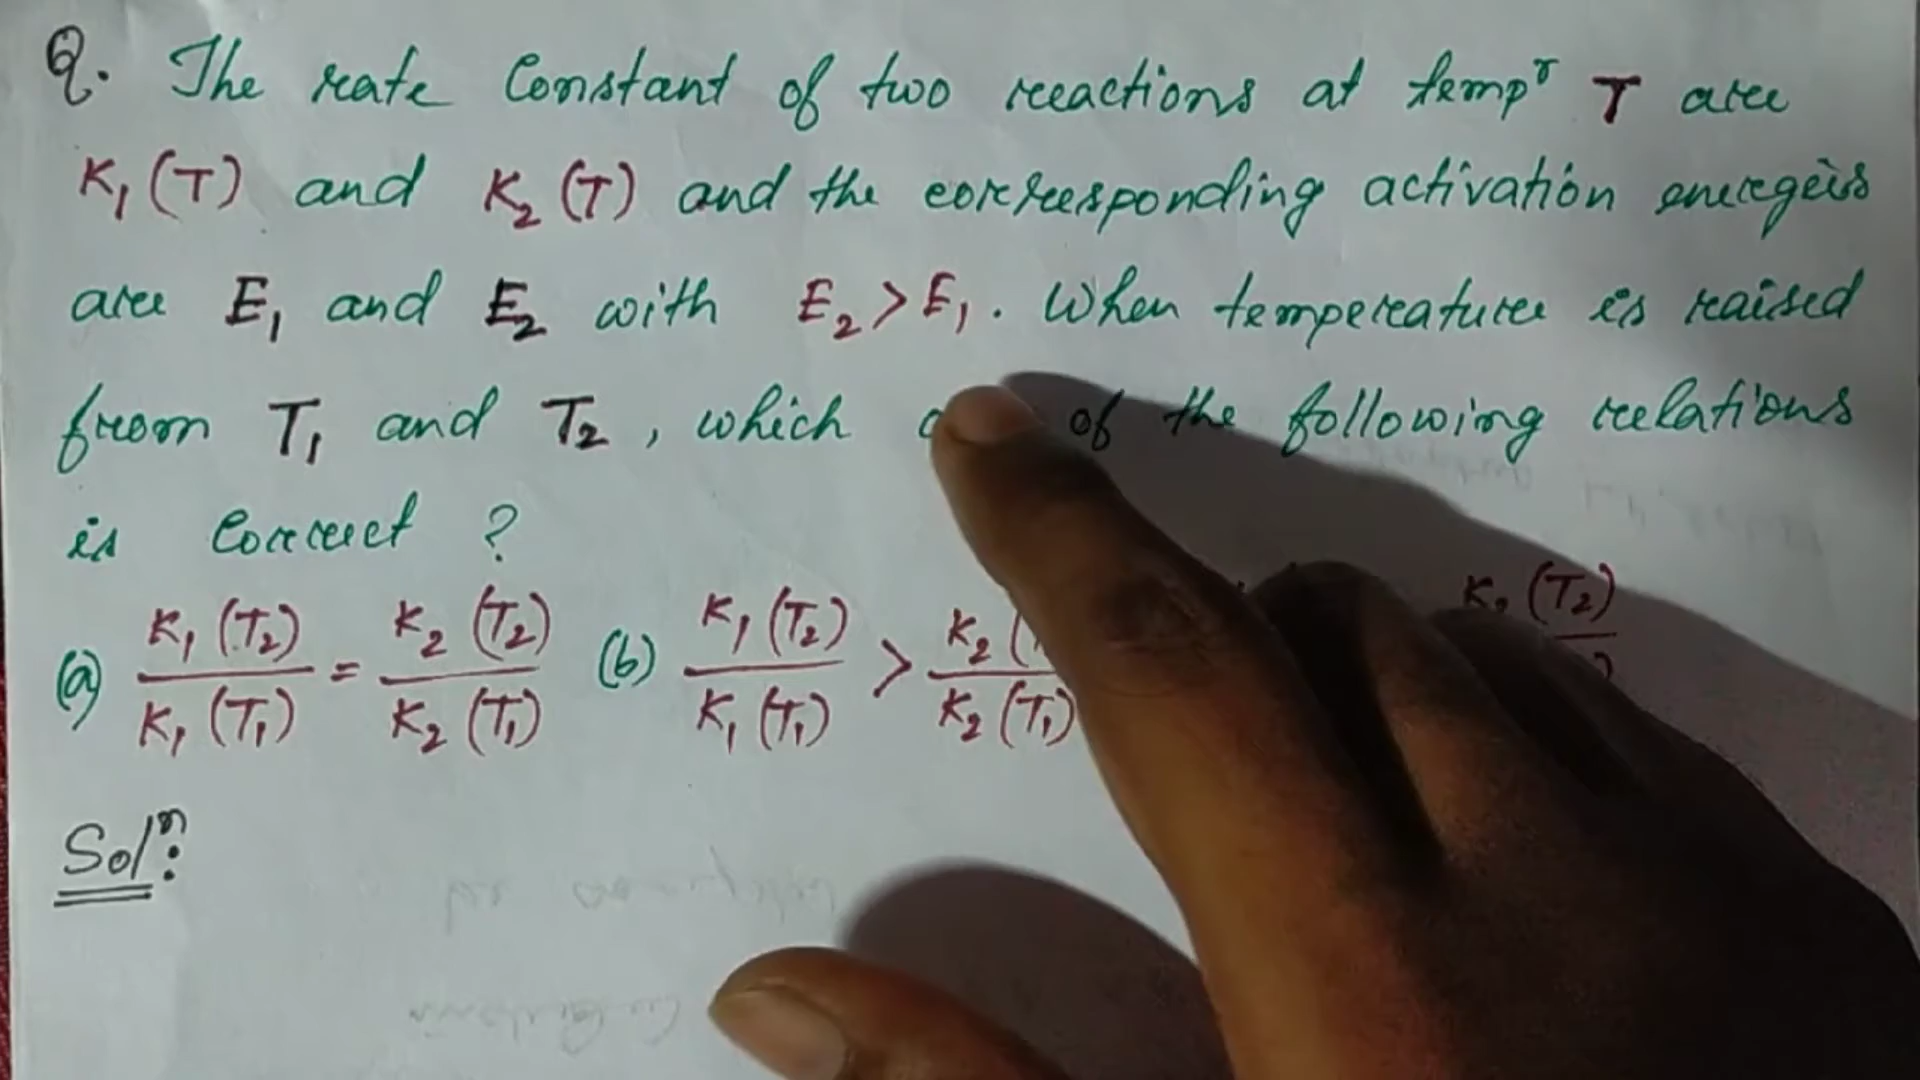 Q. The rate Constant of two reactions at tempʳ T are
K₁(T) and K₂(T) and the corresponding activation energeis
are E₁ and E₂ with E₂ > E₁. When temperature is raised
from T₁ and T₂, which of the following relations
is Correct ?
(a) K₁(T₂)/K₁(T₁) = K₂(T₂)/K₂(T₁) (b) K₁(T₂)/K₁(T₁) > K₂/K₂(T₁) (T₂)
Solⁿ: